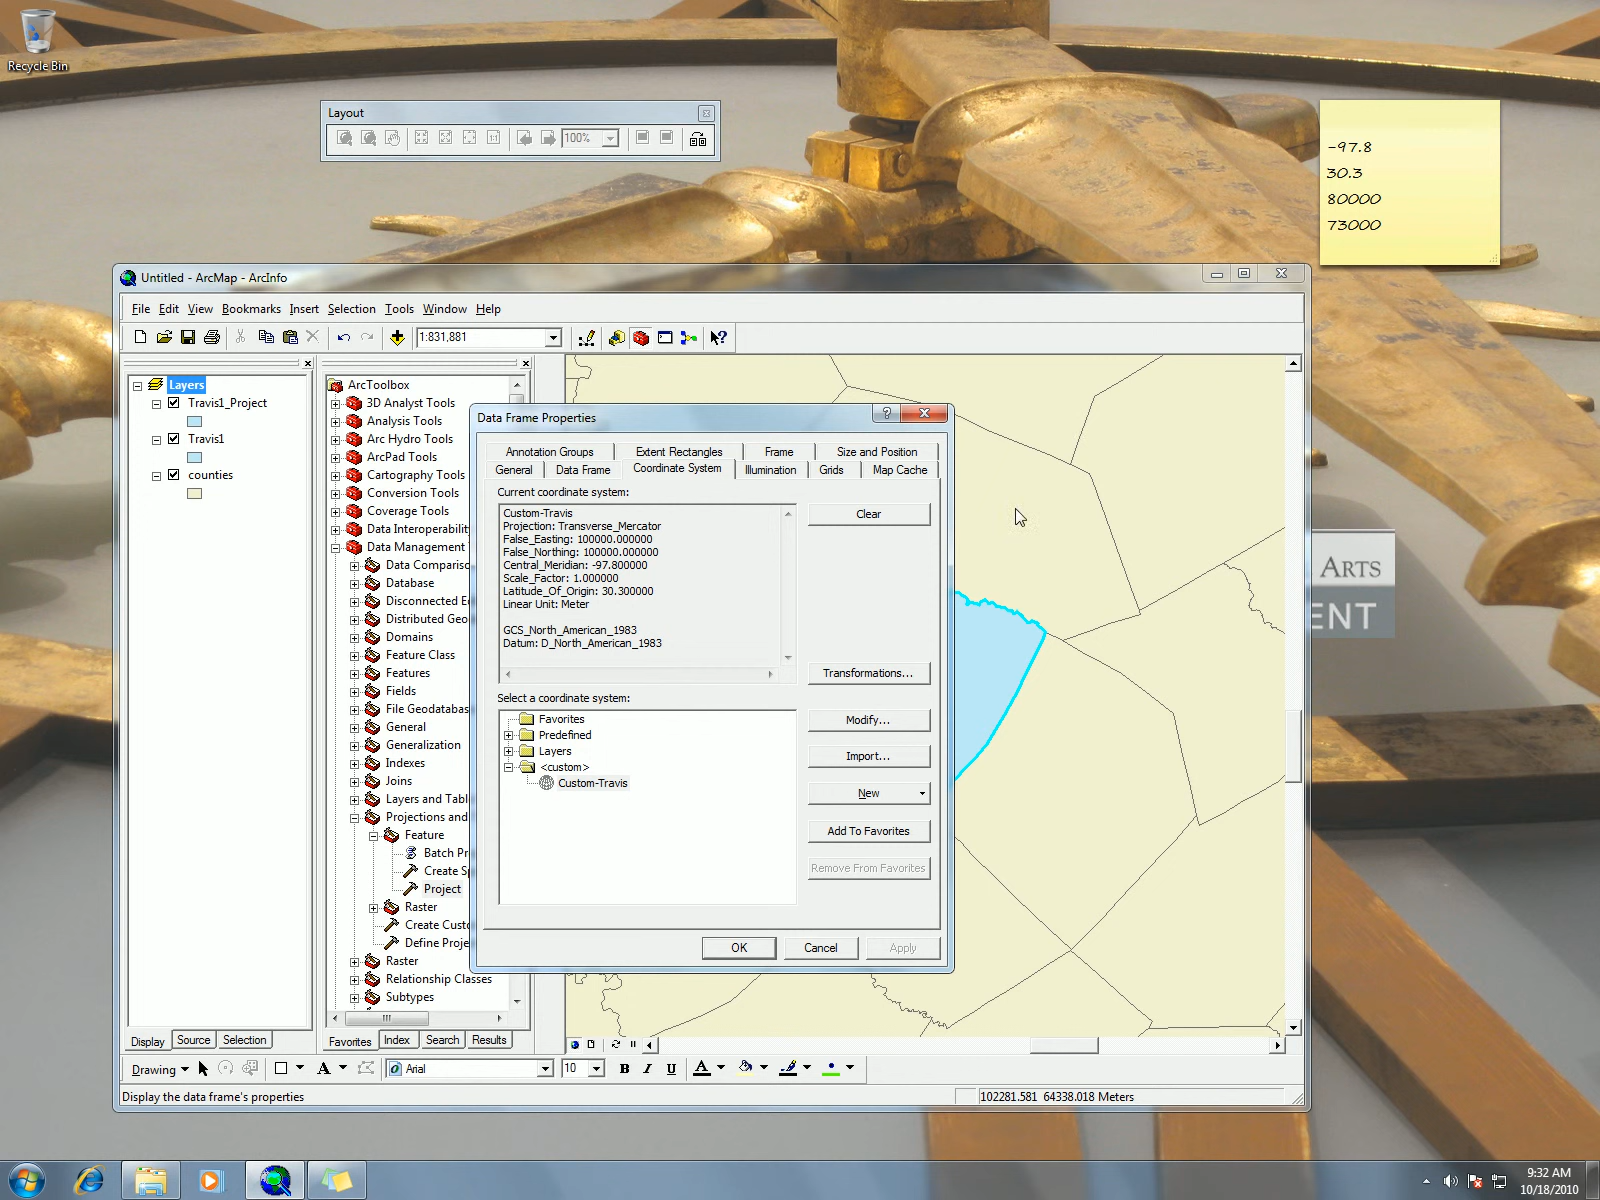 Recycle Bin
Layout
100%
-97.8
30.3
80000
73000
Untitled - ArcMap - ArcInfo
File Edit View Bookmarks Insert Selection Tools Window Help
1:831,881
Layers
Travis1_Project
Travis1
counties
ArcToolbox
3D Analyst Tools
Analysis Tools
Arc Hydro Tools
ArcPad Tools
Cartography Tools
Conversion Tools
Coverage Tools
Data Interoperability
Data Management
Data Compariso
Database
Disconnected E
Distributed Geo
Domains
Feature Class
Features
Fields
File Geodatabas
General
Generalization
Indexes
Joins
Layers and Tabl
Projections and
Feature
Batch Pr
Create Sp
Project
Raster
Create Custo
Define Proje
Raster
Relationship Classes
Subtypes
Data Frame Properties
Annotation Groups Extent Rectangles Frame Size and Position
General Data Frame Coordinate System Illumination Grids Map Cache
Current coordinate system:
Custom-Travis
Projection: Transverse_Mercator
False_Easting: 100000.000000
False_Northing: 100000.000000
Central_Meridian: -97.800000
Scale_Factor: 1.000000
Latitude_Of_Origin: 30.300000
Linear Unit: Meter
GCS_North_American_1983
Datum: D_North_American_1983
Clear
Transformations...
Select a coordinate system:
Favorites
Predefined
Layers
<custom>
Custom-Travis
Modify...
Import...
New
Add To Favorites
Remove From Favorites
OK Cancel Apply
ARTS
ENT
Display Source Selection
Favorites Index Search Results
Drawing A Arial 10 B I U A
Display the data frame's properties
102281.581 64338.018 Meters
9:32 AM
10/18/2010